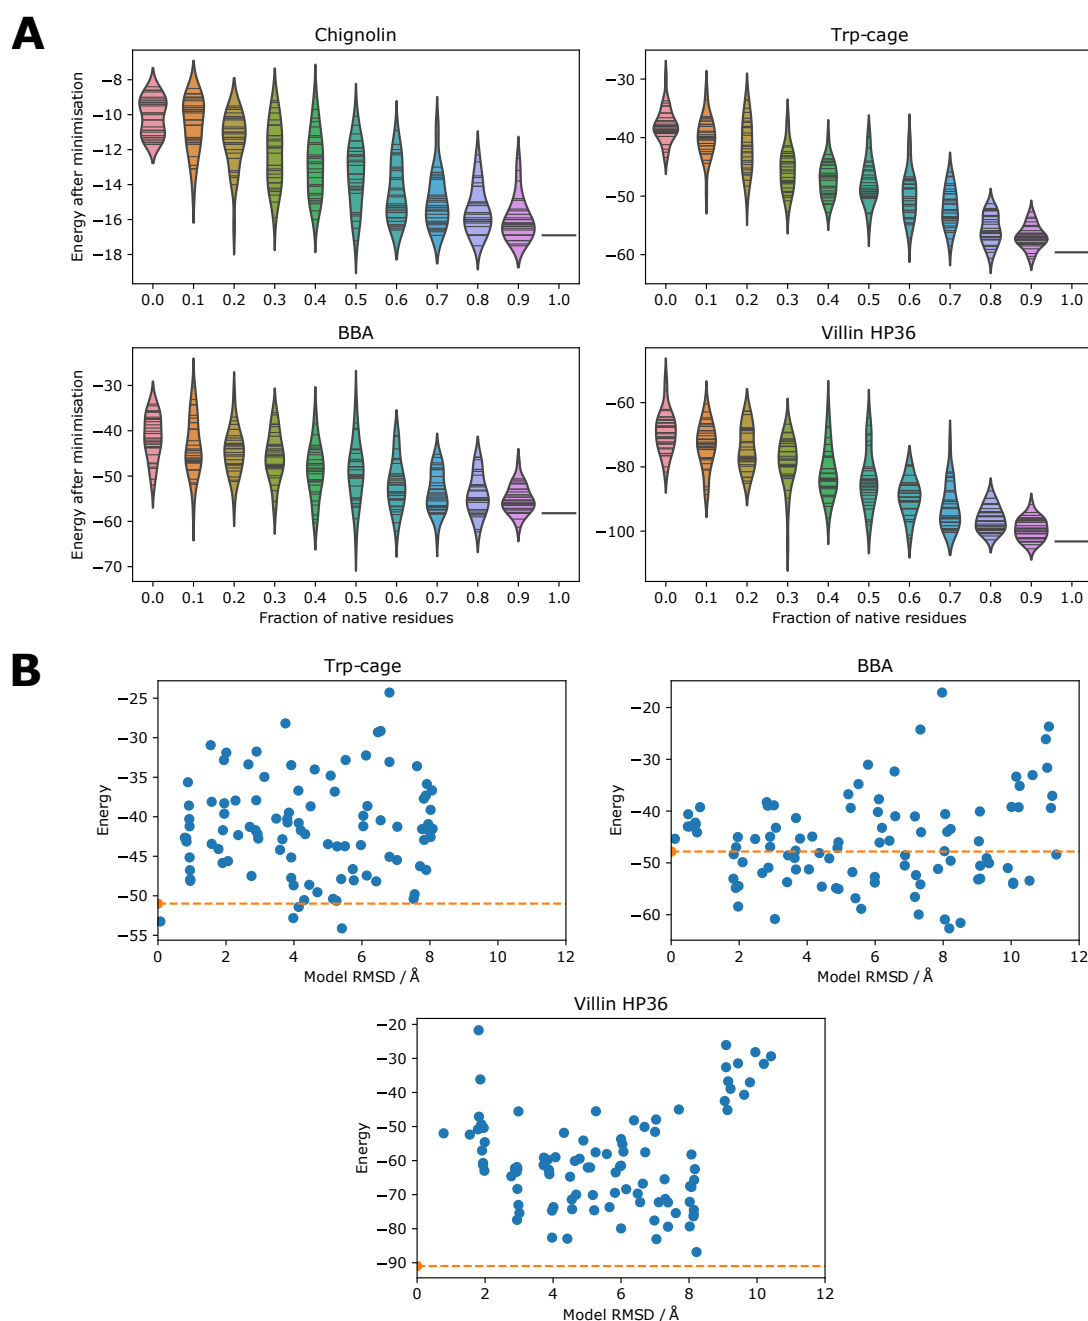 A
Chignolin
Trp-cage
Energy after minimisation
−8
−10
−12
−14
−16
−18
0.0 0.1 0.2 0.3 0.4 0.5 0.6 0.7 0.8 0.9 1.0
−30
−40
−50
−60
0.0 0.1 0.2 0.3 0.4 0.5 0.6 0.7 0.8 0.9 1.0
BBA
Villin HP36
Energy after minimisation
−30
−40
−50
−60
−70
0.0 0.1 0.2 0.3 0.4 0.5 0.6 0.7 0.8 0.9 1.0
Fraction of native residues
−60
−80
−100
0.0 0.1 0.2 0.3 0.4 0.5 0.6 0.7 0.8 0.9 1.0
Fraction of native residues
B
Trp-cage
Energy
−25
−30
−35
−40
−45
−50
−55
0 2 4 6 8 10 12
Model RMSD / Å
BBA
Energy
−20
−30
−40
−50
−60
0 2 4 6 8 10 12
Model RMSD / Å
Villin HP36
Energy
−20
−30
−40
−50
−60
−70
−80
−90
0 2 4 6 8 10 12
Model RMSD / Å